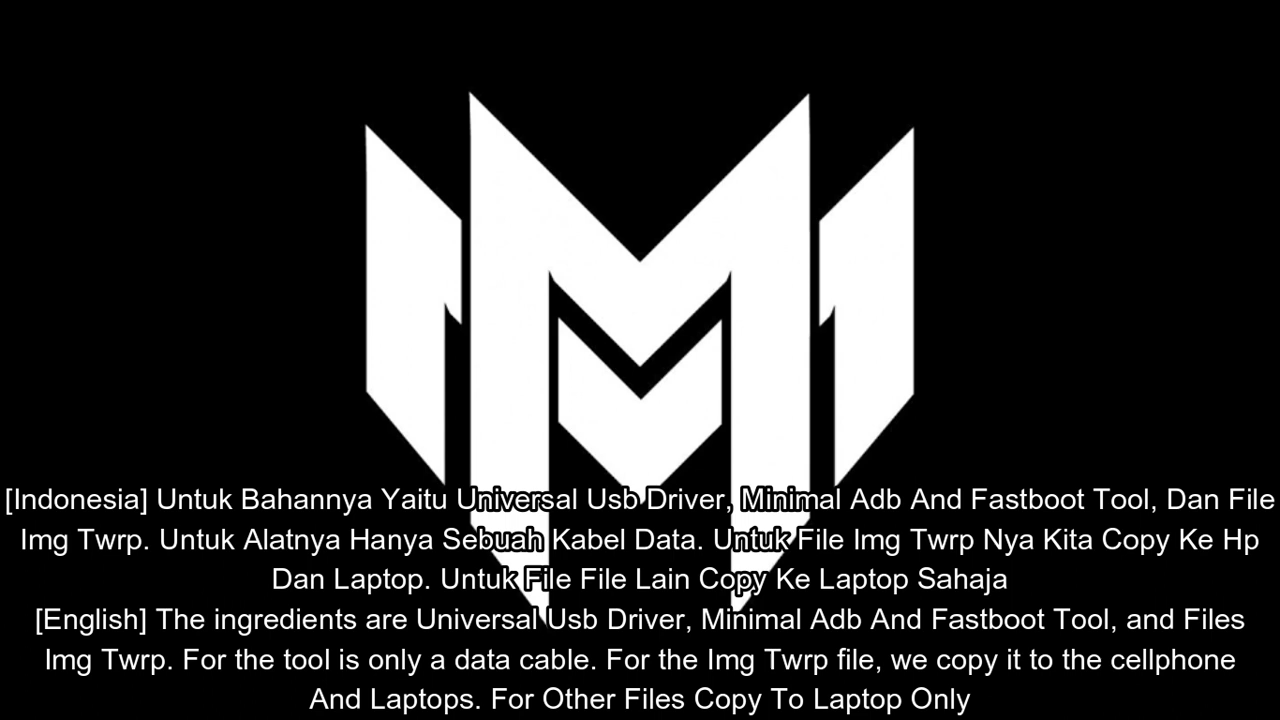 [Indonesia] Untuk Bahannya Yaitu Universal Usb Driver, Minimal Adb And Fastboot Tool, Dan File
Img Twrp. Untuk Alatnya Hanya Sebuah Kabel Data. Untuk File Img Twrp Nya Kita Copy Ke Hp
Dan Laptop. Untuk File File Lain Copy Ke Laptop Sahaja
[English] The ingredients are Universal Usb Driver, Minimal Adb And Fastboot Tool, and Files
Img Twrp. For the tool is only a data cable. For the Img Twrp file, we copy it to the cellphone
And Laptops. For Other Files Copy To Laptop Only